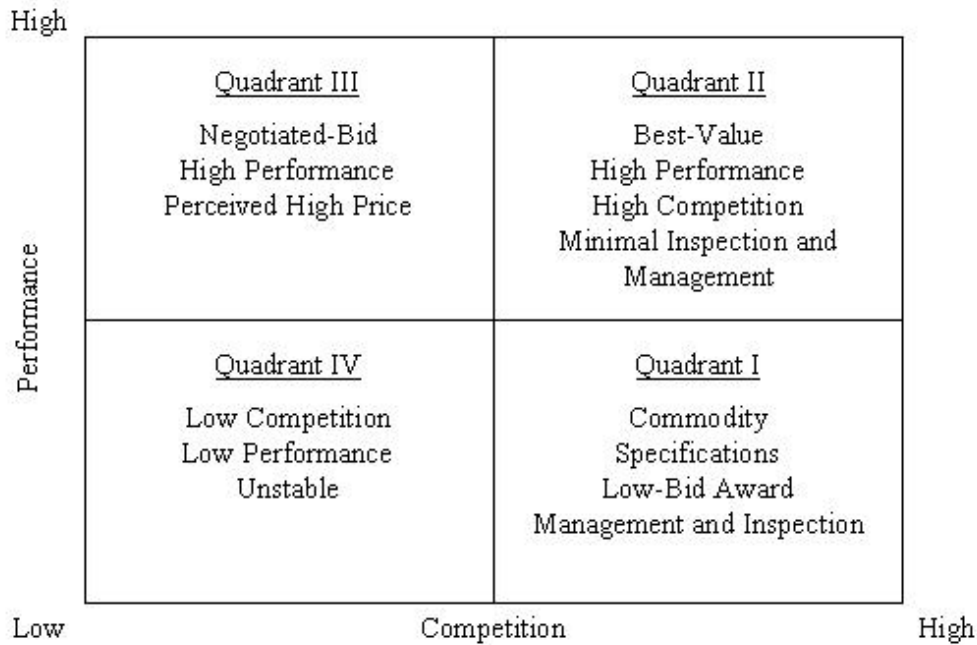 High
Quadrant III
Negotiated-Bid
High Performance
Perceived High Price
Quadrant II
Best-Value
High Performance
High Competition
Minimal Inspection and
Management
Performance
Quadrant IV
Low Competition
Low Performance
Unstable
Quadrant I
Commodity
Specifications
Low-Bid Award
Management and Inspection
Low
Competition
High